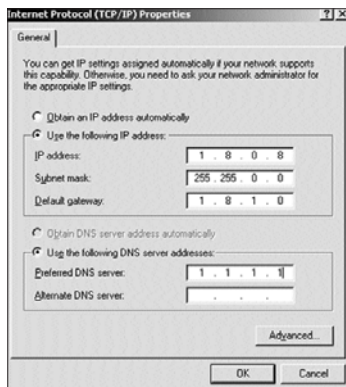 Internet Protocol (TCP/IP) Properties
General
You can get IP settings assigned automatically if your network supports
this capability. Otherwise, you need to ask your network administrator for
the appropriate IP settings.
Obtain an IP address automatically
Use the following IP address:
IP address: 1 . 8 . 0 . 8
Subnet mask: 255 . 255 . 0 . 0
Default gateway: 1 . 8 . 1 . 0
Obtain DNS server address automatically
Use the following DNS server addresses:
Preferred DNS server: 1 . 1 . 1 . 1
Alternate DNS server: . . .
Advanced...
OK Cancel